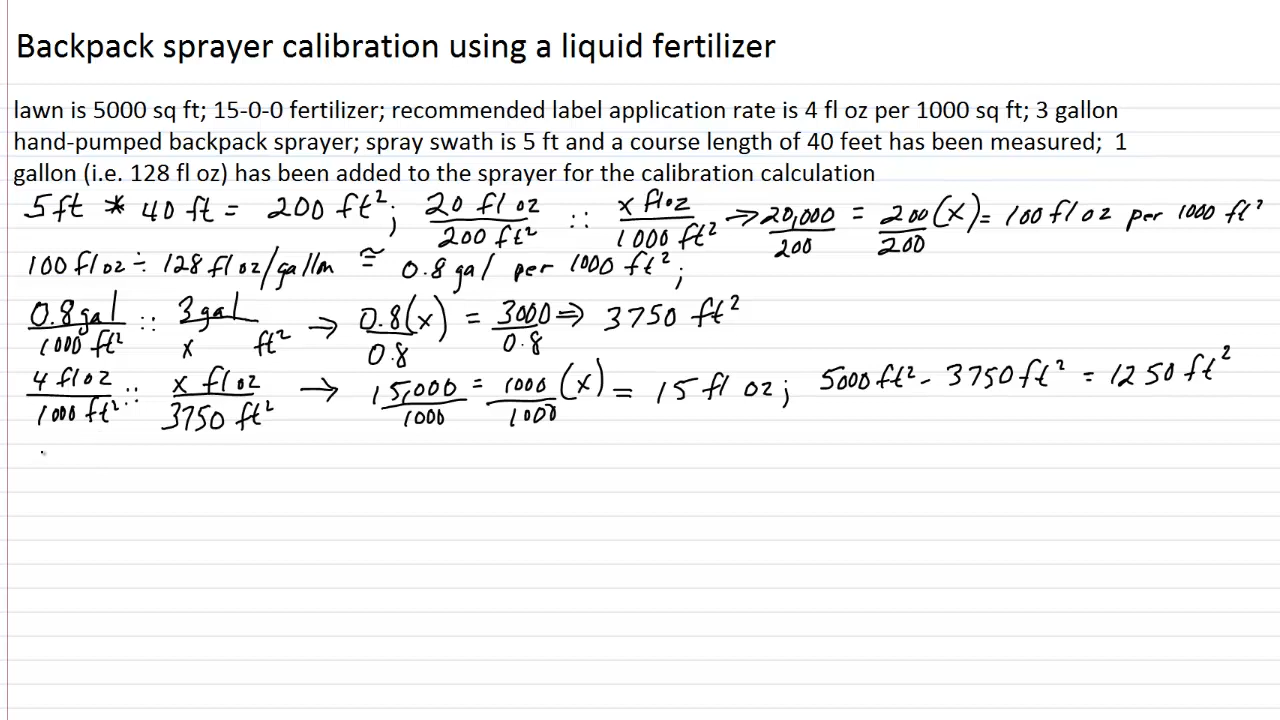 Backpack sprayer calibration using a liquid fertilizer
lawn is 5000 sq ft; 15-0-0 fertilizer; recommended label application rate is 4 fl oz per 1000 sq ft; 3 gallon
hand-pumped backpack sprayer; spray swath is 5 ft and a course length of 40 feet has been measured; 1
gallon (i.e. 128 fl oz) has been added to the sprayer for the calibration calculation
5ft * 40 ft = 200 ft²; 20 fl oz / 200 ft² :: x fl oz / 1000 ft² → 20,000 / 200 = 200 / 200 (x) = 100 fl oz per 1000 ft²
100 fl oz ÷ 128 fl oz/gallon ≅ 0.8 gal per 1000 ft²;
0.8 gal / 1000 ft² :: 3 gal / x ft² → 0.8(x) / 0.8 = 3000 / 0.8 ⇒ 3750 ft²
4 fl oz / 1000 ft² :: x fl oz / 3750 ft² → 15,000 / 1000 = 1000 / 1000 (x) = 15 fl oz; 5000 ft² - 3750 ft² = 1250 ft²